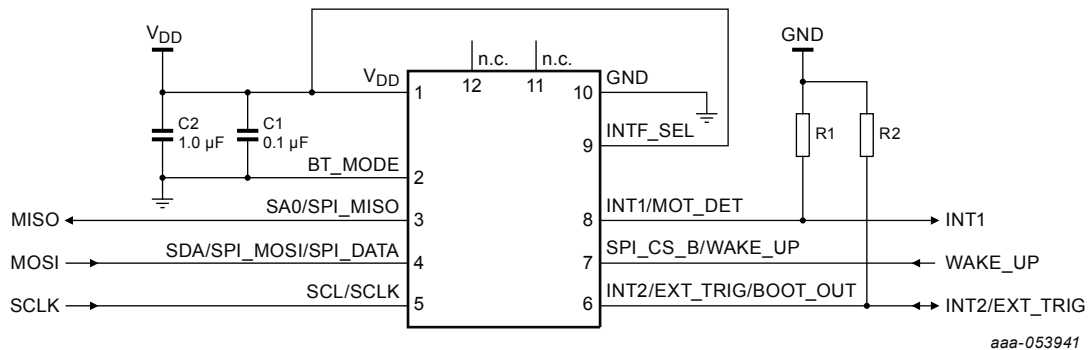 VDD
GND
n.c.
n.c.
VDD
12
11
GND
1
10
C2
1.0 µF
C1
0.1 µF
INTF_SEL
R1
R2
9
BT_MODE
2
MISO
SA0/SPI_MISO
3
INT1/MOT_DET
8
INT1
MOSI
SDA/SPI_MOSI/SPI_DATA
4
SPI_CS_B/WAKE_UP
7
WAKE_UP
SCLK
SCL/SCLK
5
INT2/EXT_TRIG/BOOT_OUT
6
INT2/EXT_TRIG
aaa-053941